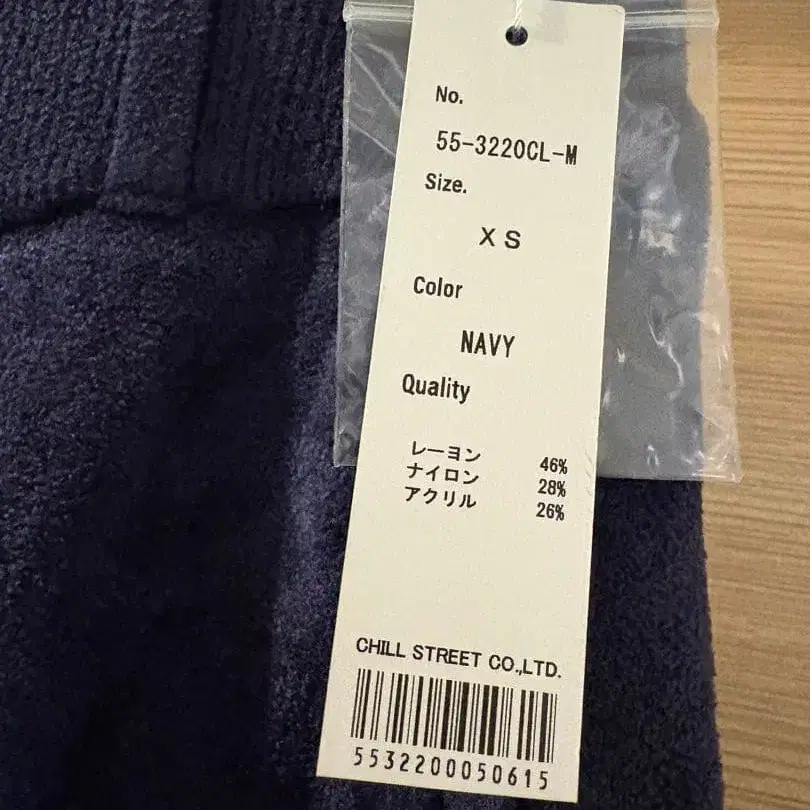 No.
55-3220CL-M
Size.
XS
Color
NAVY
Quality
レーヨン 46%
ナイロン 28%
アクリル 26%
CHILL STREET CO.,LTD.
5532200050615